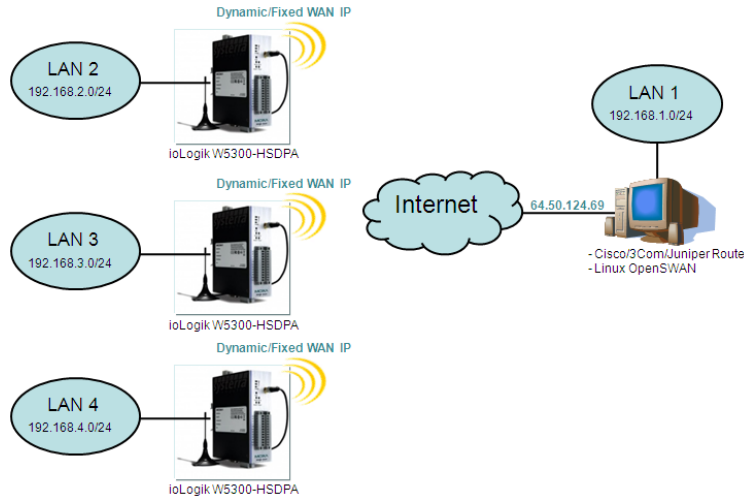 Dynamic/Fixed WAN IP
LAN 2
192.168.2.0/24
ioLogik W5300-HSDPA
LAN 1
192.168.1.0/24
Dynamic/Fixed WAN IP
Internet
64.50.124.69
LAN 3
192.168.3.0/24
- Cisco/3Com/Juniper Route
- Linux OpenSWAN
ioLogik W5300-HSDPA
Dynamic/Fixed WAN IP
LAN 4
192.168.4.0/24
ioLogik W5300-HSDPA